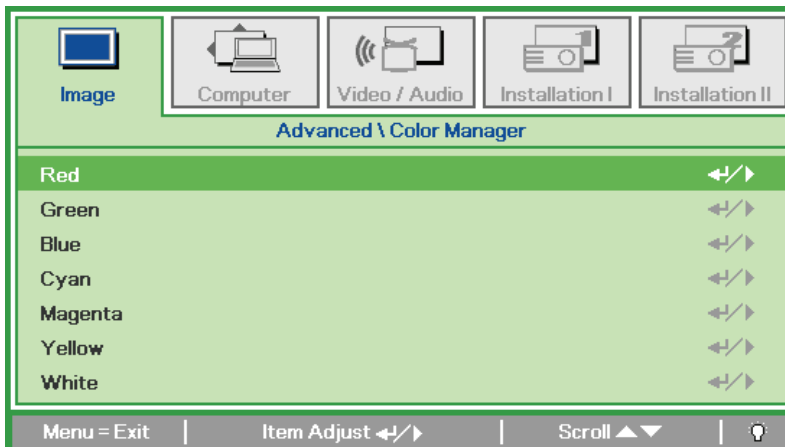 Image Computer Video / Audio Installation I Installation II
Advanced \ Color Manager
Red
Green
Blue
Cyan
Magenta
Yellow
White
Menu = Exit | Item Adjust ↵/▶ | Scroll ▲▼ |